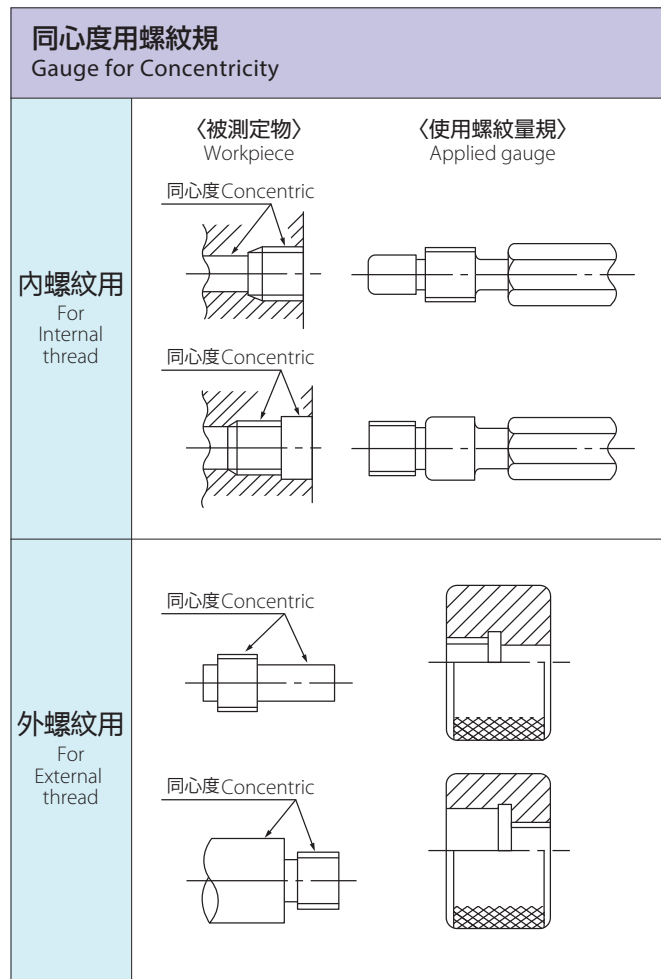 同心度用螺紋規
Gauge for Concentricity
〈被測定物〉
Workpiece
〈使用螺紋量規〉
Applied gauge
內螺紋用
For
Internal
thread
同心度Concentric
同心度Concentric
外螺紋用
For
External
thread
同心度Concentric
同心度Concentric